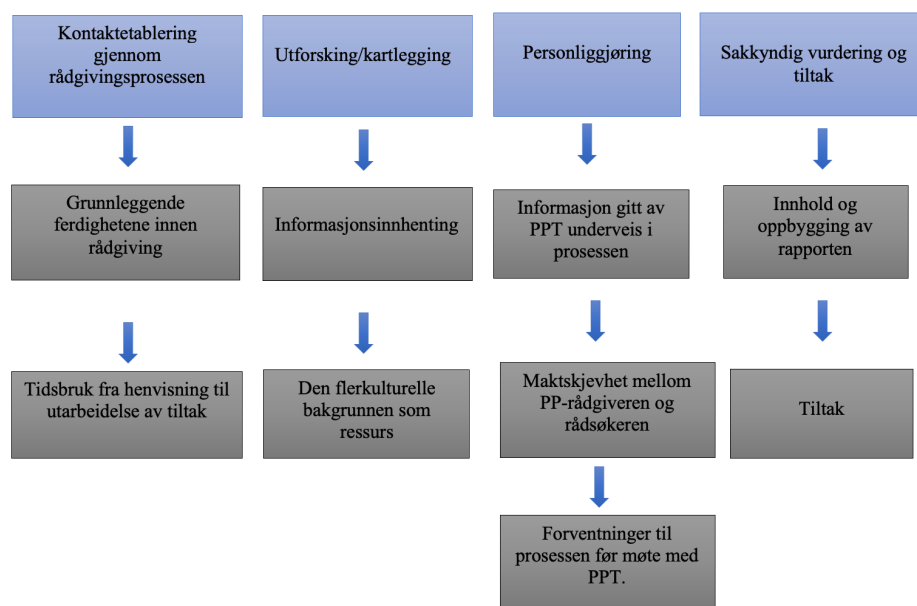 Kontaktetablering
gjennom
rådgivingsprosessen
Utforsking/kartlegging
Personliggjøring
Sakkyndig vurdering og
tiltak
Grunnleggende
ferdighetene innen
rådgiving
Informasjonsinnhenting
Informasjon gitt av
PPT underveis i
prosessen
Innhold og
oppbygging av
rapporten
Tidsbruk fra henvisning til
utarbeidelse av tiltak
Den flerkulturelle
bakgrunnen som
ressurs
Maktskjevhet mellom
PP-rådgiveren og
rådsøkeren
Tiltak
Forventninger til
prosessen før møte med
PPT.